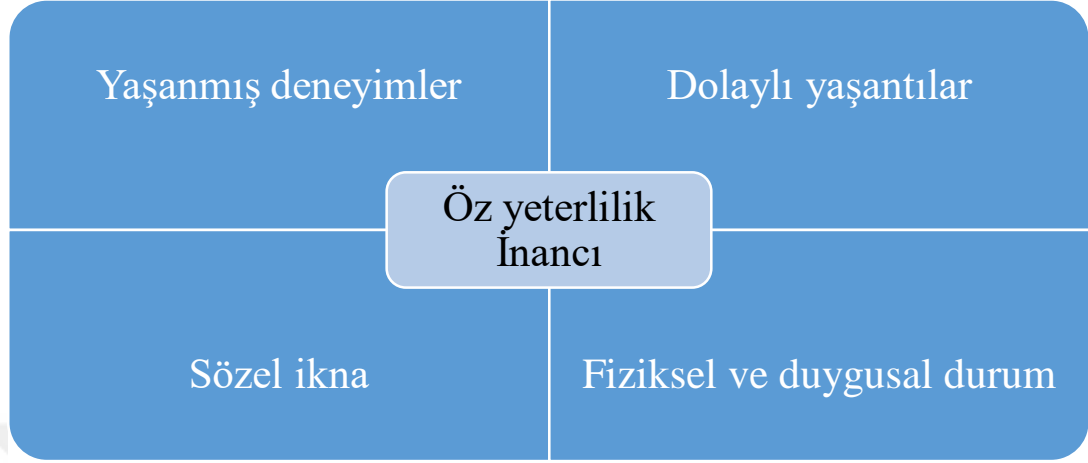 Yaşanmış deneyimler
Dolaylı yaşantılar
Öz yeterlilik
İnancı
Sözel ikna
Fiziksel ve duygusal durum